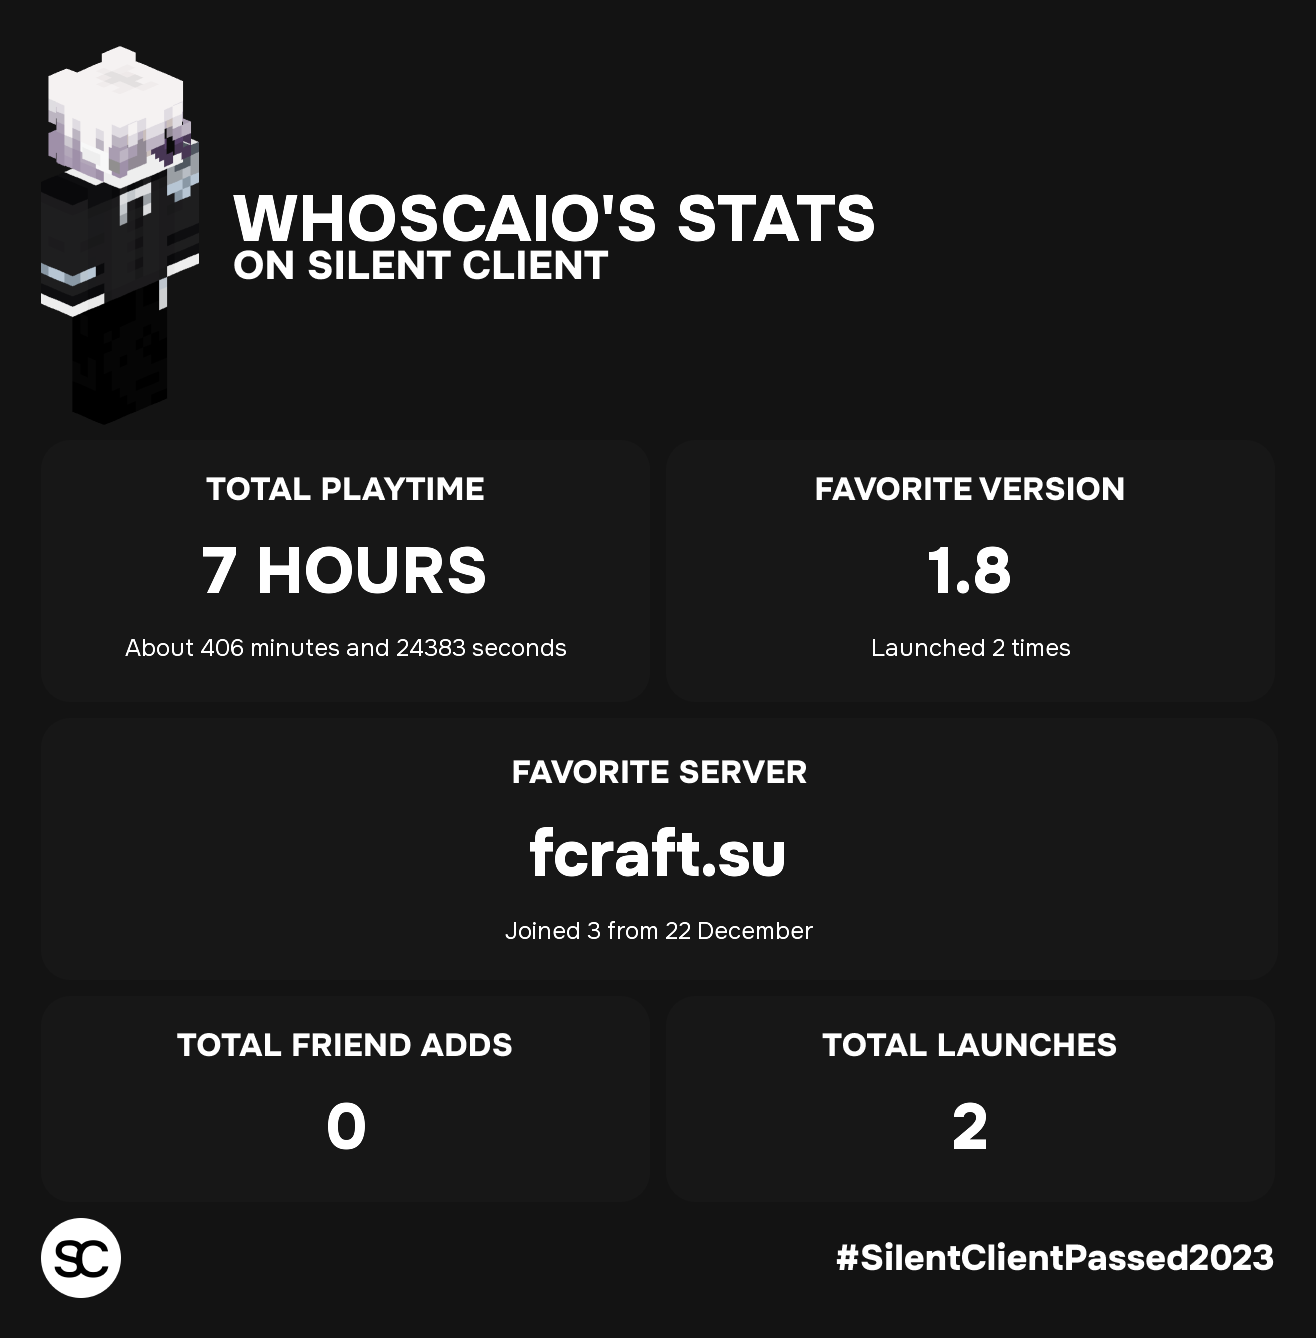 WHOSCAIO'S STATS
ON SILENT CLIENT
TOTAL PLAYTIME
7 HOURS
About 406 minutes and 24383 seconds
FAVORITE VERSION
1.8
Launched 2 times
FAVORITE SERVER
fcraft.su
Joined 3 from 22 December
TOTAL FRIEND ADDS
0
TOTAL LAUNCHES
2
SC
#SilentClientPassed2023